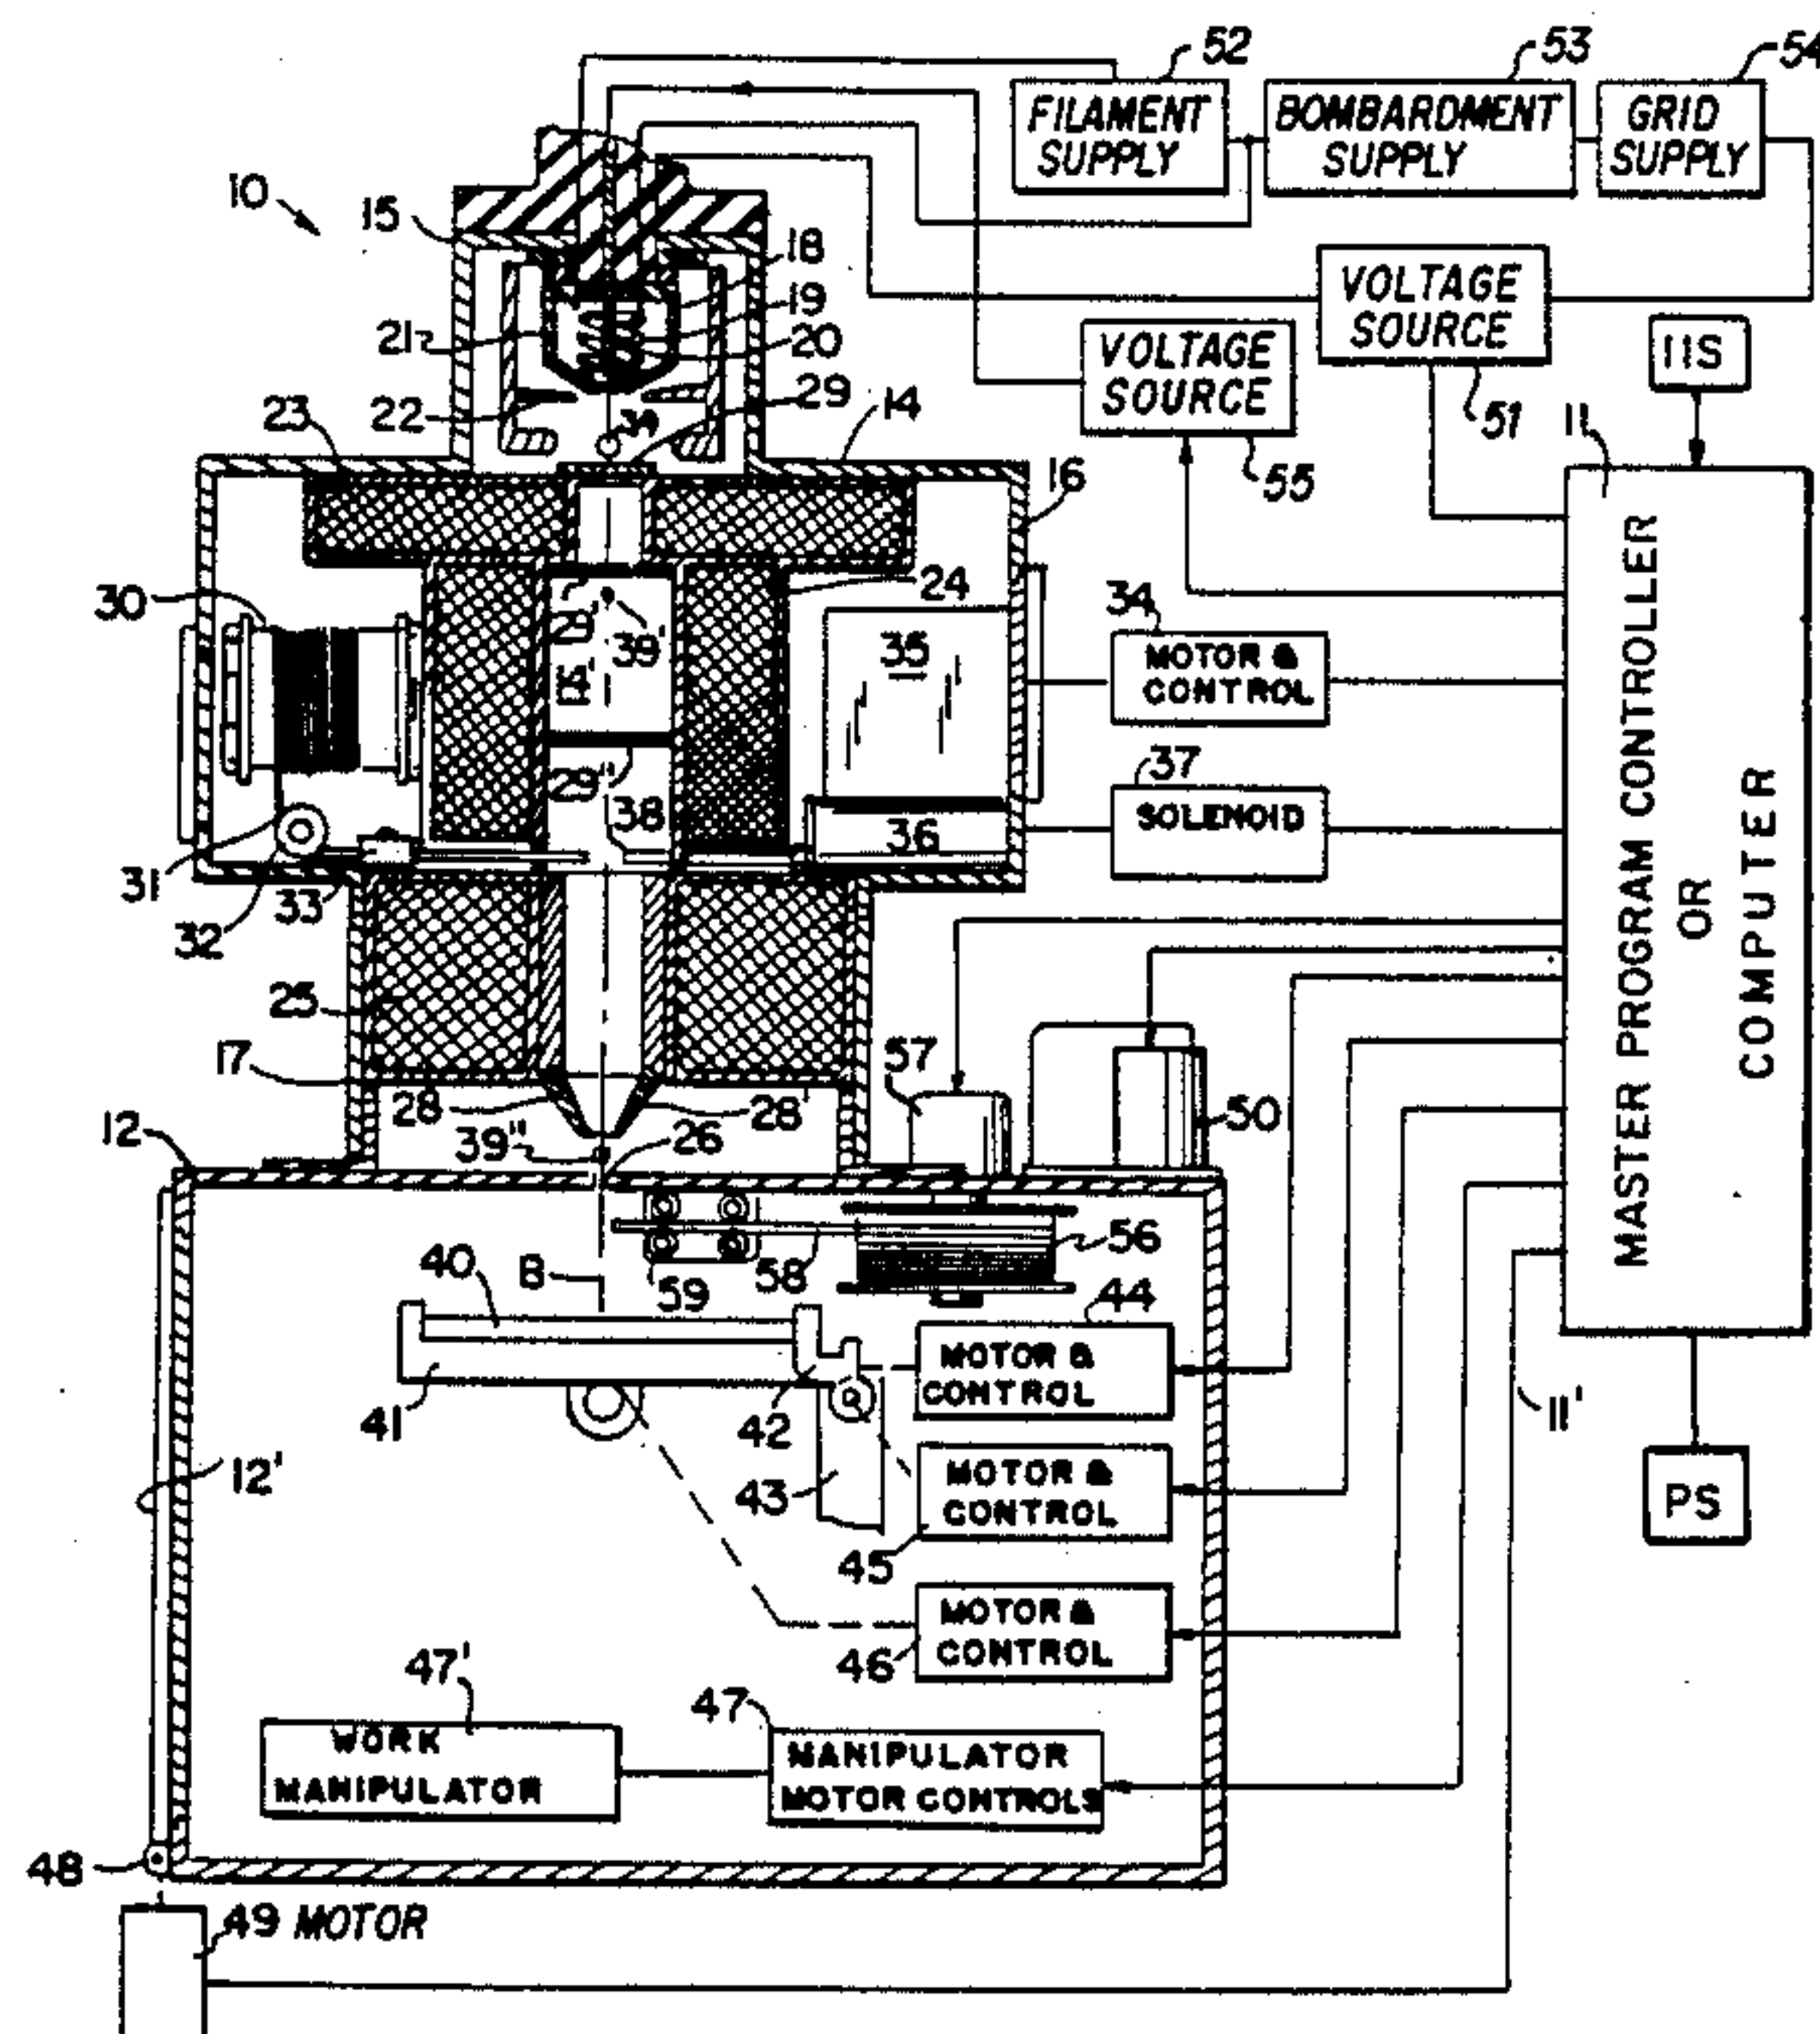 52
53
54
FILAMENT
SUPPLY
BOMBARDMENT
SUPPLY
GRID
SUPPLY
10
15
18
VOLTAGE
SOURCE
19
21
20
VOLTAGE
SOURCE
11S
29
22
39
14
23
51
11
55
16
30
24
34
29'
39'
35
MOTOR &
CONTROL
14'
29"
37
38
36
SOLENOID
31
33
32
MASTER PROGRAM CONTROLLER
OR
COMPUTER
25
17
57
28
28'
50
12
39"
26
56
B
58
40
59
44
MOTOR &
CONTROL
41
42
11'
12'
43
MOTOR &
CONTROL
PS
45
MOTOR &
CONTROL
46
47'
47
WORK
MANIPULATOR
MANIPULATOR
MOTOR CONTROLS
48
49 MOTOR